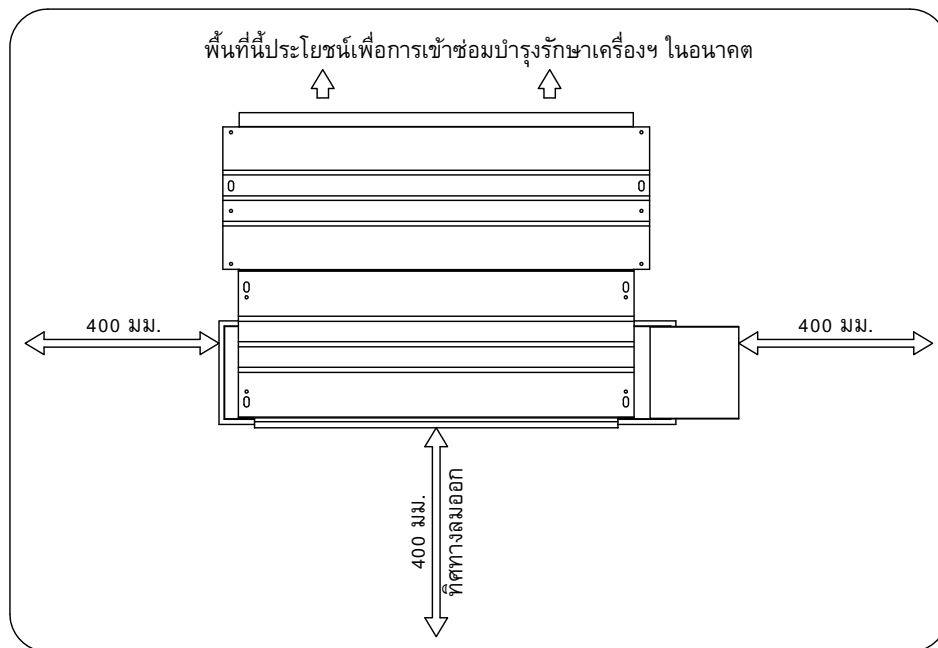 พื้นที่นี้ประโยชน์เพื่อการเข้าซ่อมบำรุงรักษาเครื่องฯ ในอนาคต
400 มม.
400 มม.
400 มม.
ทิศทางลมออก